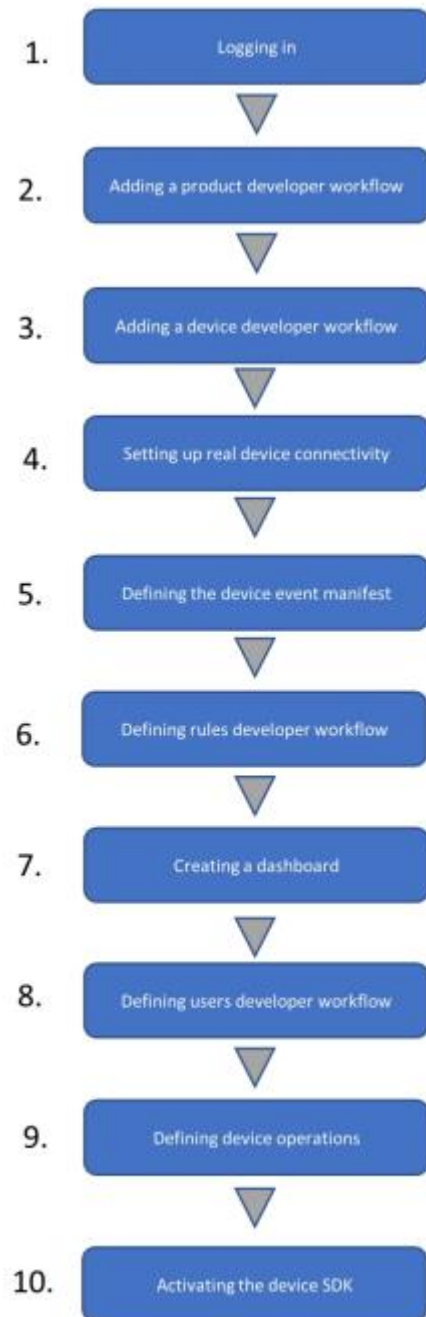 1. Logging in
2. Adding a product developer workflow
3. Adding a device developer workflow
4. Setting up real device connectivity
5. Defining the device event manifest
6. Defining rules developer workflow
7. Creating a dashboard
8. Defining users developer workflow
9. Defining device operations
10. Activating the device SDK